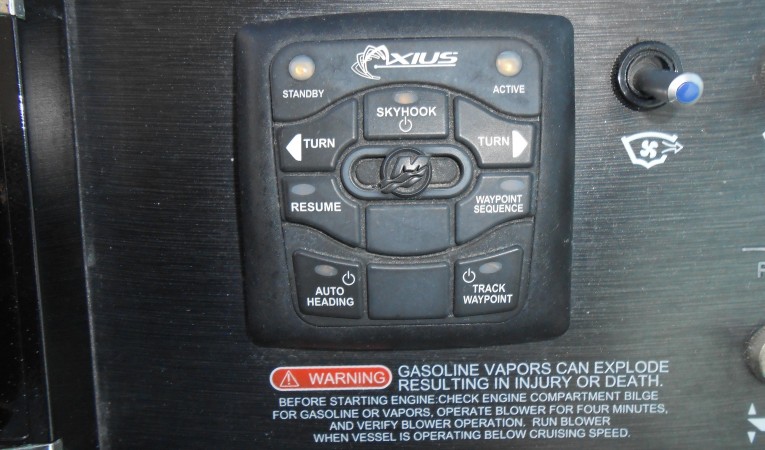 AXIUS
STANDBY
ACTIVE
SKYHOOK
TURN
TURN
RESUME
WAYPOINT
SEQUENCE
AUTO
HEADING
TRACK
WAYPOINT
WARNING
GASOLINE VAPORS CAN EXPLODE
RESULTING IN INJURY OR DEATH.
BEFORE STARTING ENGINE:CHECK ENGINE COMPARTMENT BILGE
FOR GASOLINE OR VAPORS, OPERATE BLOWER FOR FOUR MINUTES,
AND VERIFY BLOWER OPERATION. RUN BLOWER
WHEN VESSEL IS OPERATING BELOW CRUISING SPEED.